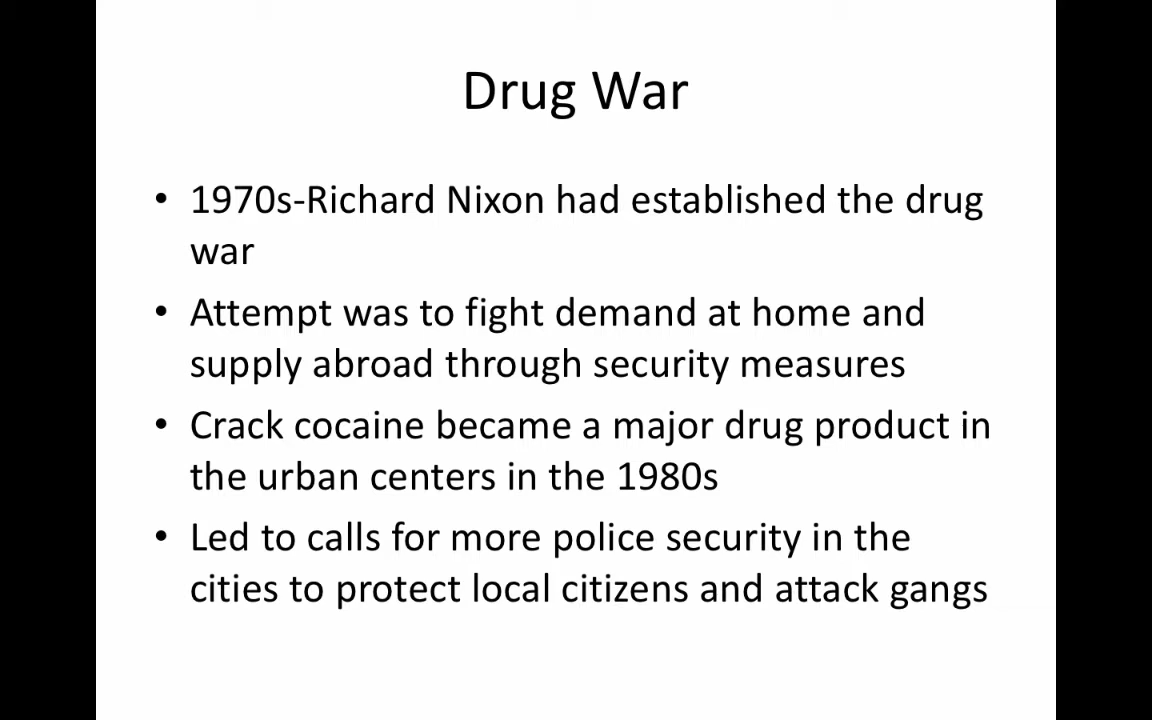 Drug War
• 1970s-Richard Nixon had established the drug
war
• Attempt was to fight demand at home and
supply abroad through security measures
• Crack cocaine became a major drug product in
the urban centers in the 1980s
• Led to calls for more police security in the
cities to protect local citizens and attack gangs